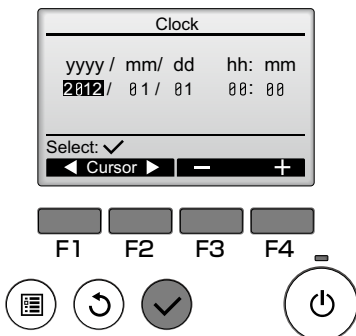 Clock
yyyy / mm/ dd hh: mm
2012 / 01 / 01 00: 00
Select: ✓
◀ Cursor ▶ − +
F1 F2 F3 F4